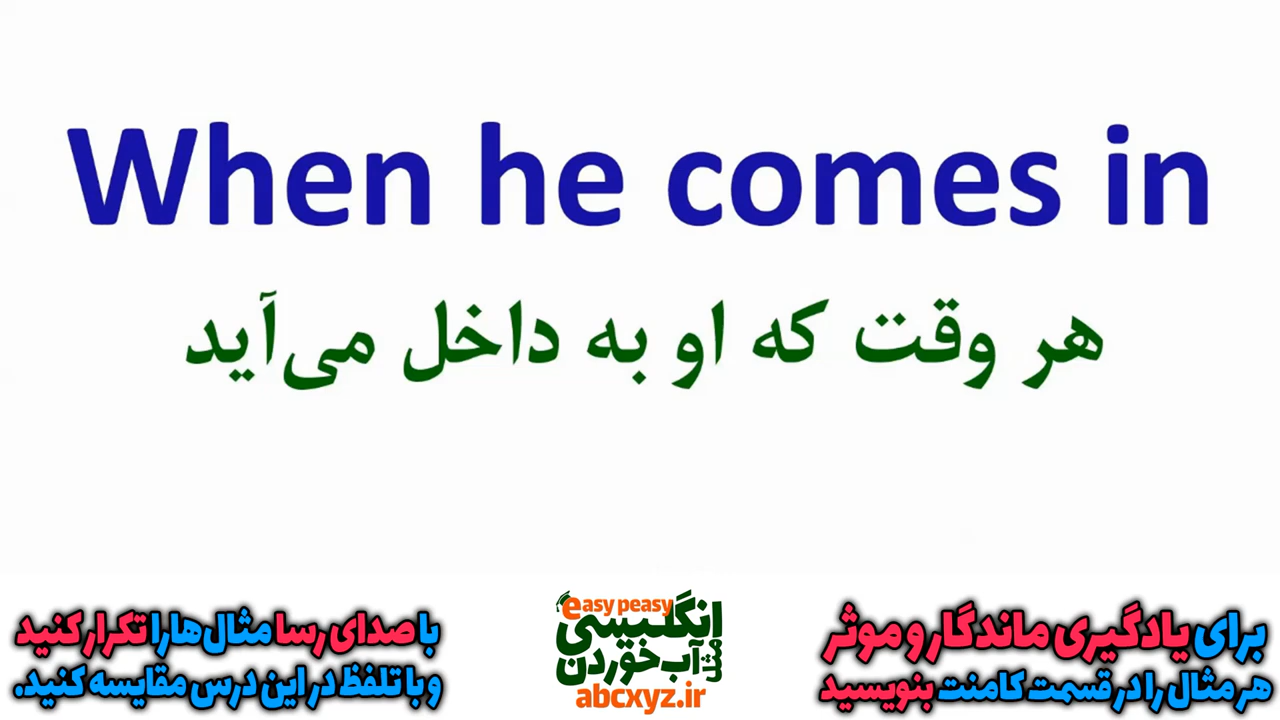 When he comes in
هر وقت که او به داخل می‌آید
برای یادگیری ماندگار و موثر
هر مثال را در قسمت کامنت بنویسید
easy peasy
انگلیسی
مثل آب خوردن
abcxyz.ir
با صدای رسا مثال‌ها را تکرار کنید
و با تلفظ در این درس مقایسه کنید.